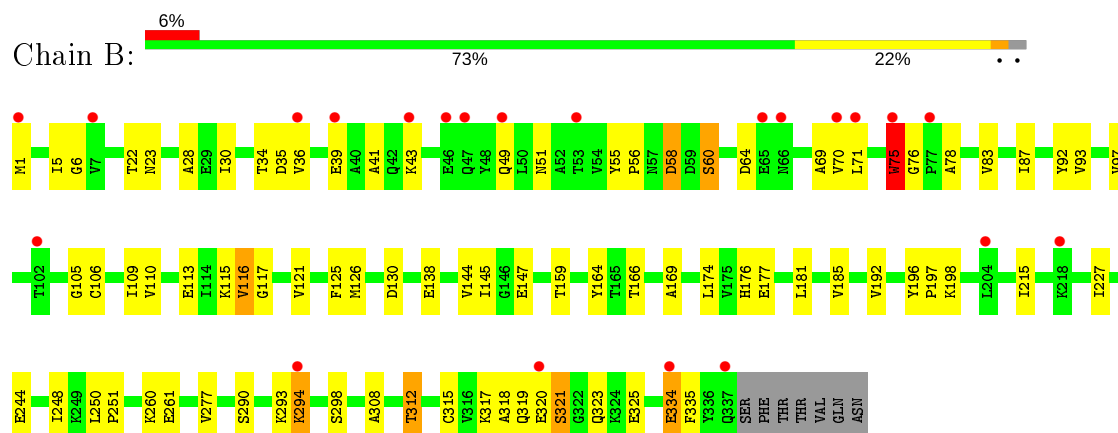 6%
Chain B:
73% 22% • •
M1 I5 G6 V7 T22 N23 A28 E29 I30 T34 D35 V36 E39 A40 A41 Q42 K43 E46 Q47 Y48 Q49 L50 N51 A52 T53 V54 Y55 P56 N57 D58 D59 S60 D64 E65 N66 A69 V70 L71 W75 G76 P77 A78 V83 I87 Y92 V93 V97
T102 G105 C106 I109 V110 E113 I114 K115 V116 G117 V121 F125 M126 D130 E138 V144 I145 G146 E147 T159 Y164 T165 T166 A169 L174 V175 H176 E177 L181 V185 V192 Y196 P197 K198 L204 I215 K218 I227
E244 I248 K249 L250 P251 K260 E261 V277 S290 K293 K294 S298 A308 T312 C315 V316 K317 A318 Q319 E320 S321 G322 Q323 K324 E325 E334 F335 Y336 Q337 SER PHE THR THR VAL GLN ASN